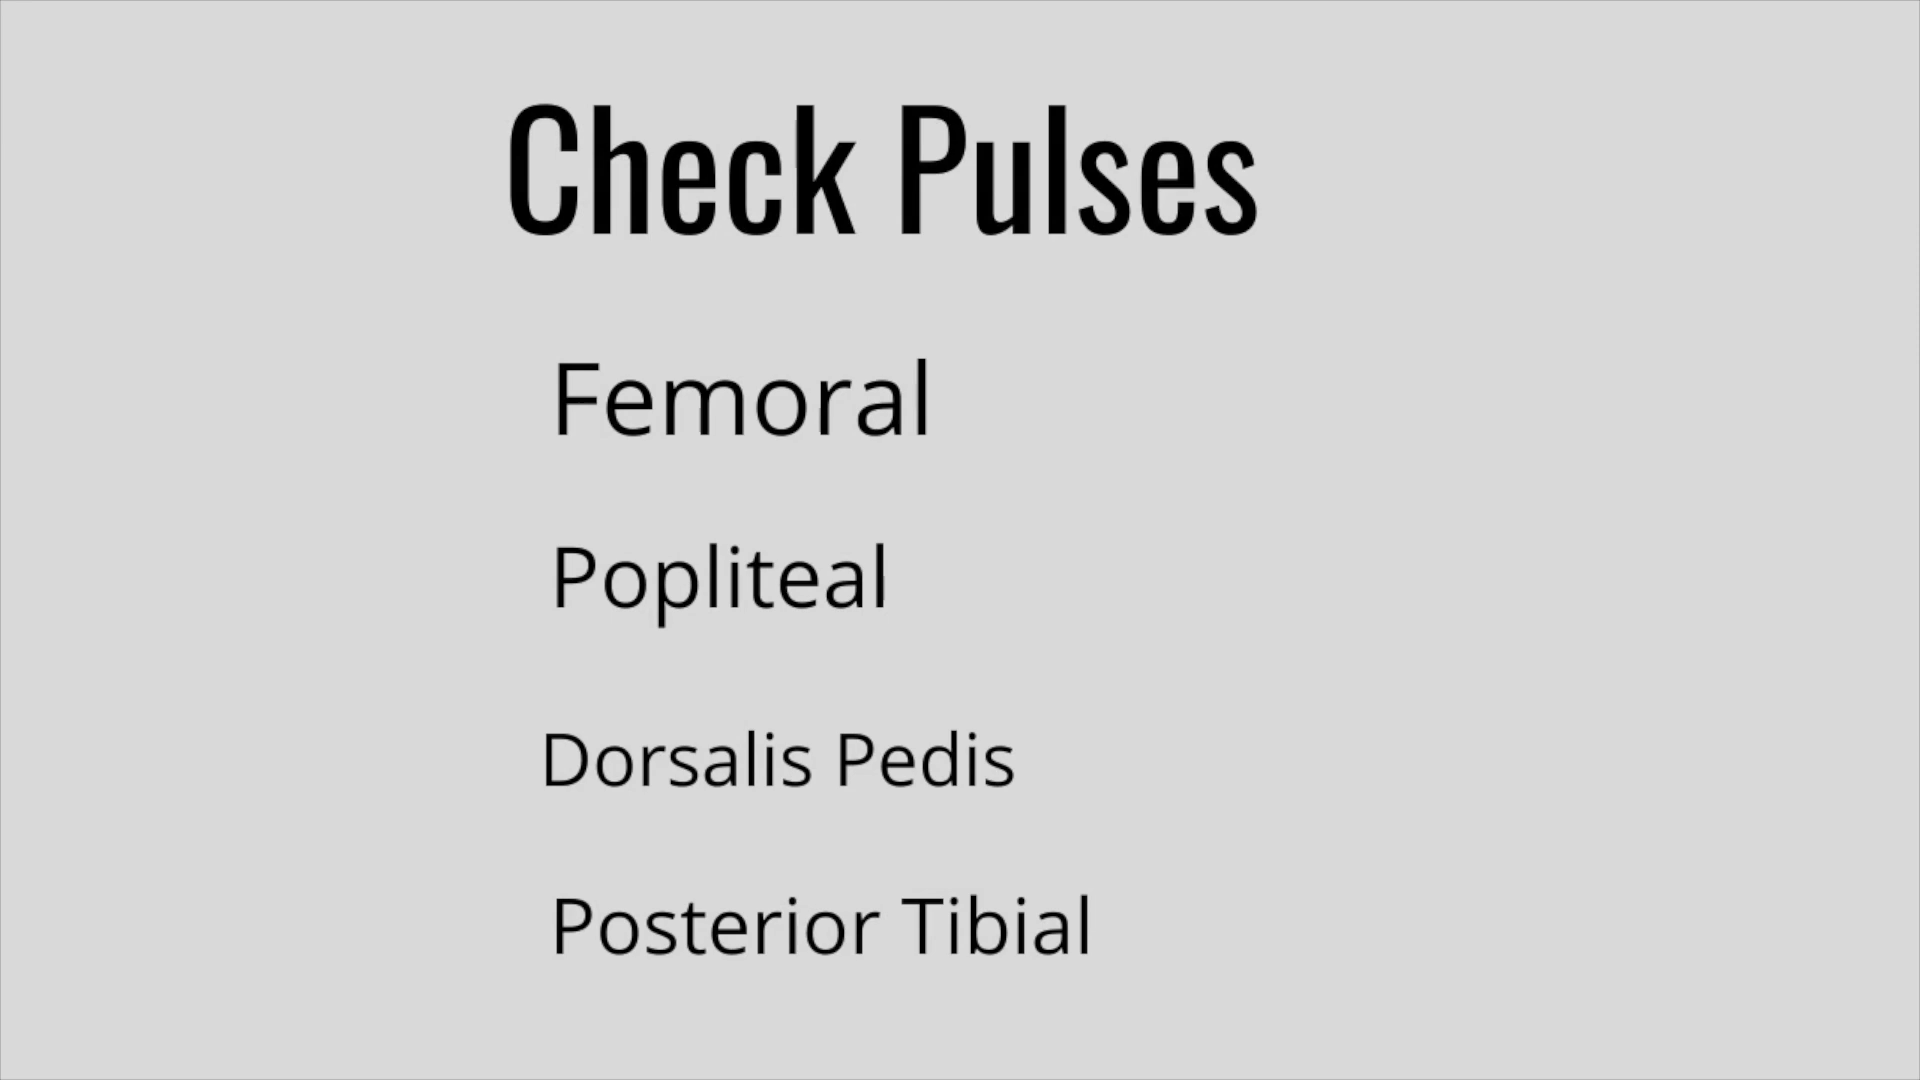 Check Pulses
Femoral
Popliteal
Dorsalis Pedis
Posterior Tibial